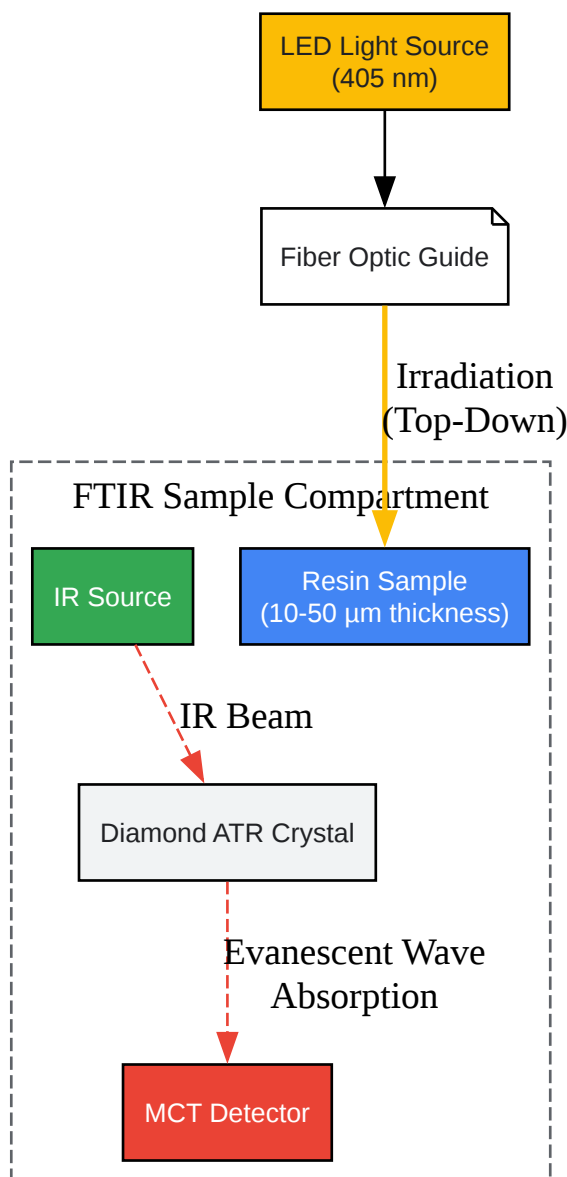 LED Light Source
(405 nm)
Fiber Optic Guide
Irradiation
(Top-Down)
FTIR Sample Compartment
IR Source
Resin Sample
(10-50 µm thickness)
IR Beam
Diamond ATR Crystal
Evanescent Wave
Absorption
MCT Detector